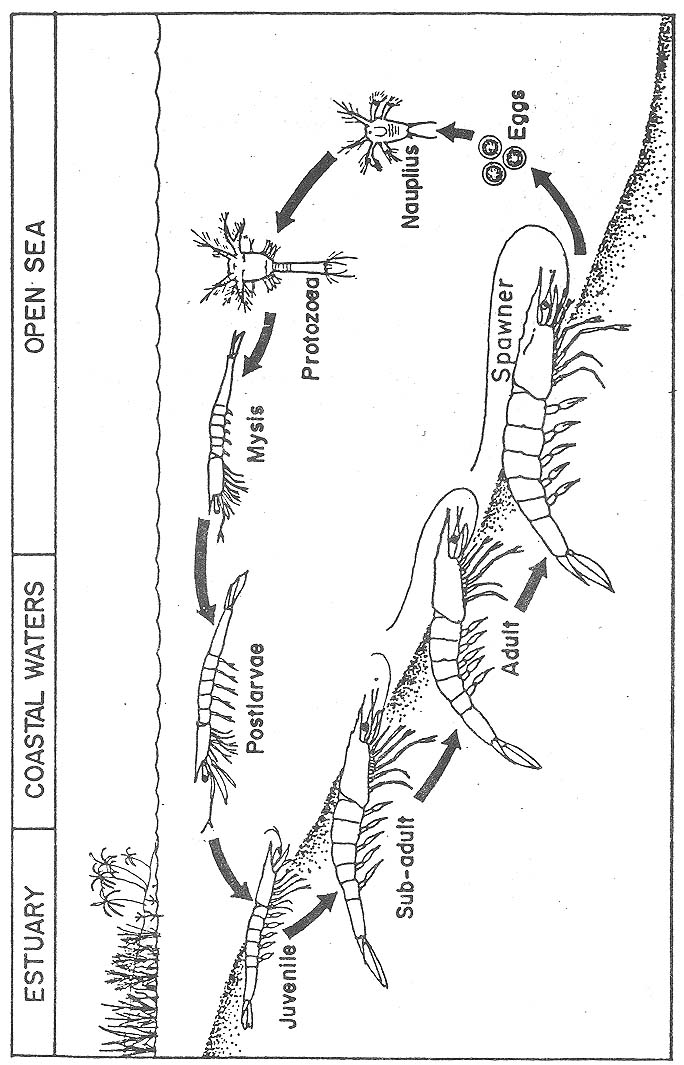 ESTUARY
COASTAL WATERS
OPEN SEA
Eggs
Nauplius
Protozoea
Mysis
Postlarvae
Juvenile
Sub-adult
Adult
Spawner